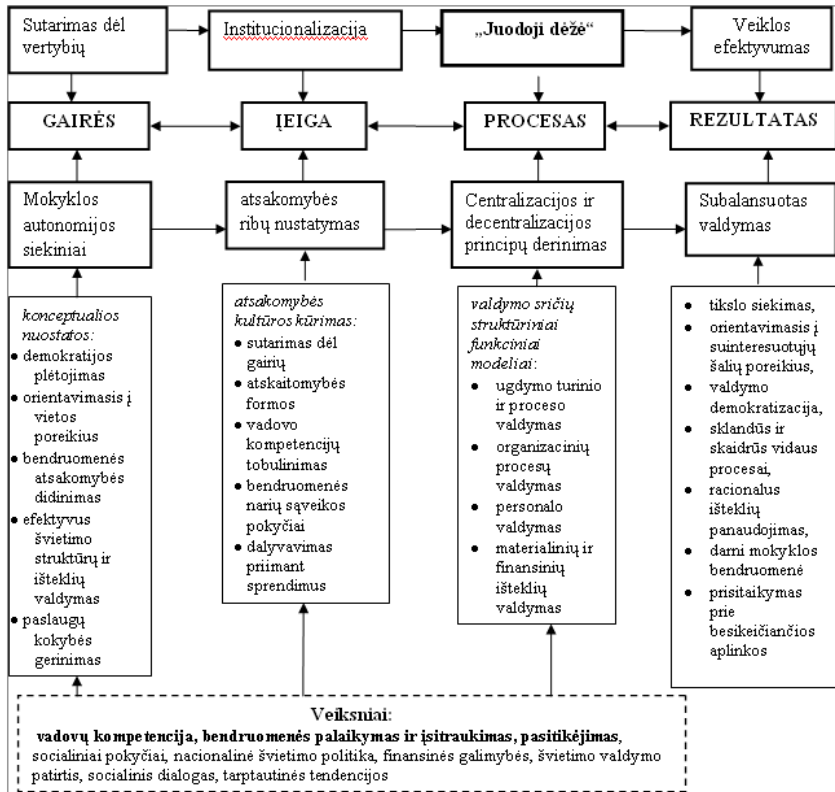 Sutarimas dėl
vertybių
Institucionalizacija
„Juodoji dėžė“
Veiklos
efektyvumas
GAIRĖS
ĮEIGA
PROCESAS
REZULTATAS
Mokyklos
autonomijos
siekiniai
atsakomybės
ribų nustatymas
Centralizacijos ir
decentralizacijos
principų derinimas
Subalansuotas
valdymas
konceptualios
nuostatos:
● demokratijos
plėtojimas
● orientavimasis į
vietos
poreikius
● bendruomenės
atsakomybės
didinimas
● efektyvus
švietimo
struktūrų ir
išteklių
valdymas
● paslaugų
kokybės
gerinimas
atsakomybės
kultūros kūrimas:
● sutarimas dėl
gairių
● atskaitomybės
formos
● vadovo
kompetencijų
tobulinimas
● bendruomenės
narių sąveikos
pokyčiai
● dalyvavimas
priimant
sprendimus
valdymo sričių
struktūriniai
funkciniai
modeliai:
● ugdymo turinio
ir proceso
valdymas
● organizacinių
procesų
valdymas
● personalo
valdymas
● materialinių ir
finansinių
išteklių
valdymas
● tikslo siekimas,
● orientavimasis į
suinteresuotųjų
šalių poreikius,
● valdymo
demokratizacija,
● sklandūs ir
skaidrūs vidaus
procesai,
● racionalus
išteklių
panaudojimas,
● darni mokyklos
bendruomenė
● prisitaikymas
prie
besikeičiančios
aplinkos
Veiksniai:
vadovų kompetencija, bendruomenės palaikymas ir įsitraukimas, pasitikėjimas,
socialiniai pokyčiai, nacionalinė švietimo politika, finansinės galimybės, švietimo valdymo
patirtis, socialinis dialogas, tarptautinės tendencijos